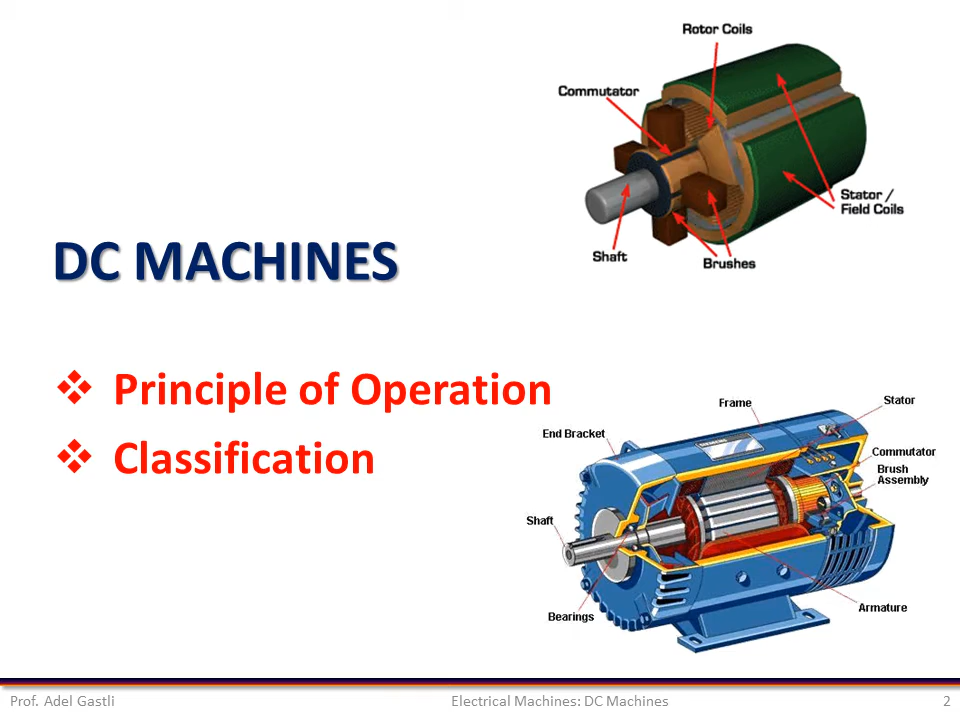 Rotor Coils
Commutator
Stator /
Field Coils
Shaft
Brushes
DC MACHINES
❖ Principle of Operation
❖ Classification
Frame
Stator
End Bracket
Commutator
Brush
Assembly
SIEMENS
Shaft
Armature
Bearings
Prof. Adel Gastli
Electrical Machines: DC Machines
2